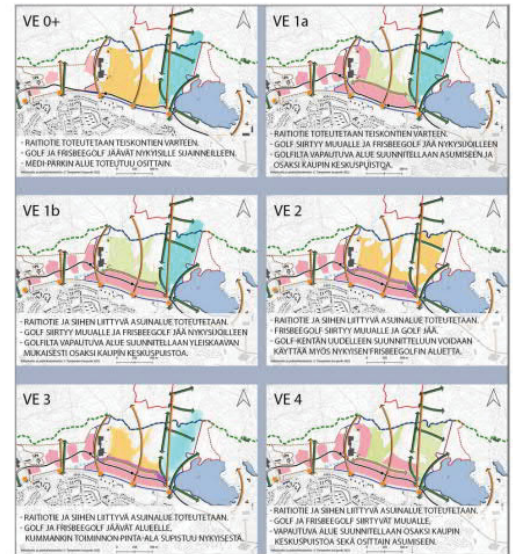 VE 0+
- RAITIOTIE TOTEUTETAAN TEISKONTIEN VARTEEN.
- GOLF JA FRISBEEGOLF JÄÄVÄT NYKYISILLE SIJAINNEILLEEN.
- MEDI-PARKIN ALUE TOTEUTUU OSITTAIN.
VE 1a
- RAITIOTIE TOTEUTETAAN TEISKONTIEN VARTEEN.
- GOLF SIIRTYY MUUALLE JA FRISBEEGOLF JÄÄ NYKYSIJOILLEEN
- GOLFILTA VAPAUTUVA ALUE SUUNNITELLAAN ASUMISEEN JA
OSAKSI KAUPIN KESKUSPUISTOA.
VE 1b
- RAITIOTIE JA SIIHEN LIITTYVÄ ASUINALUE TOTEUTETAAN.
- GOLF SIIRTYY MUUALLE JA FRISBEEGOLF JÄÄ NYKYSIJOILLEEN
- GOLFILTA VAPAUTUVA ALUE SUUNNITELLAAN YLEISKAAVAN
MUKAISESTI OSAKSI KAUPIN KESKUSPUISTOA.
VE 2
- RAITIOTIE JA SIIHEN LIITTYVÄ ASUINALUE TOTEUTETAAN.
- FRISBEEGOLF SIIRTYY MUUALLE JA GOLF JÄÄ.
- GOLF-KENTÄN UUDELLEEN SUUNNITTELUUN VOIDAAN
KÄYTTÄÄ MYÖS NYKYISEN FRISBEEGOLFIN ALUETTA.
VE 3
- RAITIOTIE JA SIIHEN LIITTYVÄ ASUINALUE TOTEUTETAAN.
- GOLF JA FRISBEEGOLF JÄÄVÄT ALUEELLE,
KUMMANKIN TOIMINNON PINTA-ALA SUPISTUU NYKYISESTÄ.
VE 4
- RAITIOTIE JA SIIHEN LIITTYVÄ ASUINALUE TOTEUTETAAN.
- GOLF JA FRISBEEGOLF SIIRTYVÄT MUUALLE,
VAPAUTUVA ALUE SUUNNITELLAAN OSAKSI KAUPIN
KESKUSPUISTOA SEKÄ OSITTAIN ASUMISEEN.